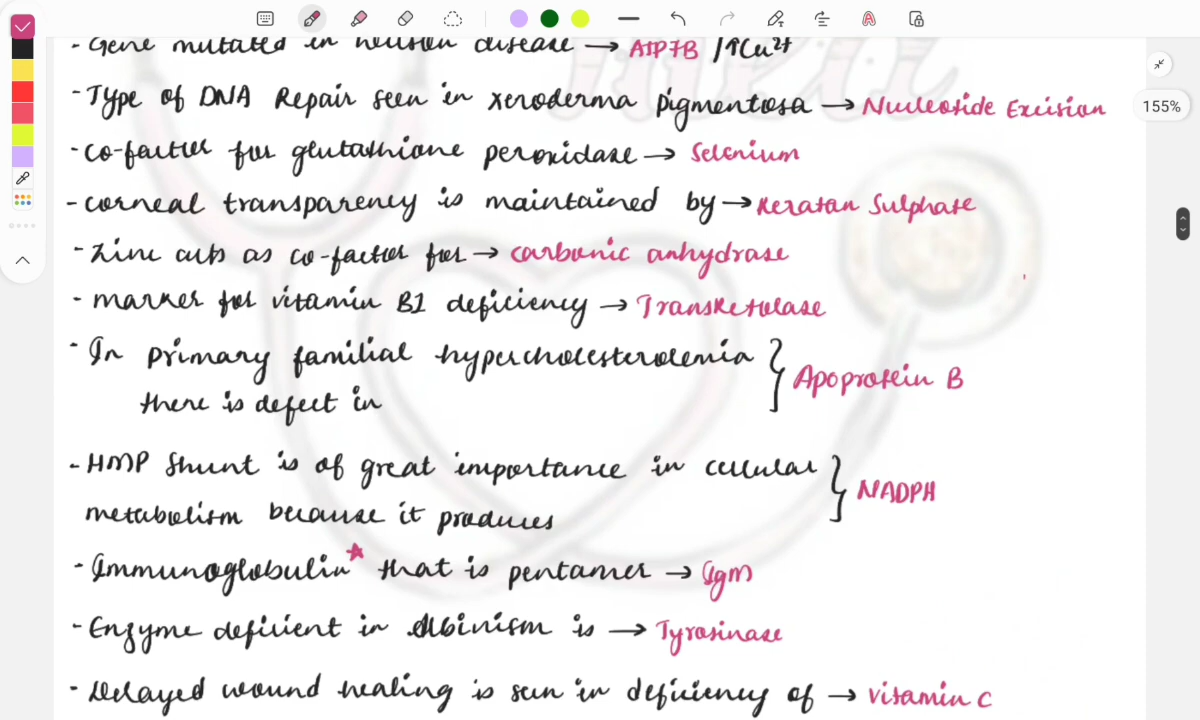 155%
- Gene mutated in Wilson disease → ATP7B /↑Cu²⁺
- Type of DNA Repair seen in xeroderma pigmentosa → Nucleotide Excision
- co-factor for glutathione peroxidase → Selenium
- corneal transparency is maintained by → Keratan Sulphate
- Zinc acts as co-factor for → carbonic anhydrase
- marker for vitamin B1 deficiency → Transketolase
- In primary familial hypercholesterolemia
there is defect in } Apoprotein B
- HMP Shunt is of great importance in cellular
metabolism because it produces } NADPH
- Immunoglobulin* that is pentamer → IgM
- Enzyme deficient in Albinism is → Tyrosinase
- Delayed wound healing is seen in deficiency of → vitamin C